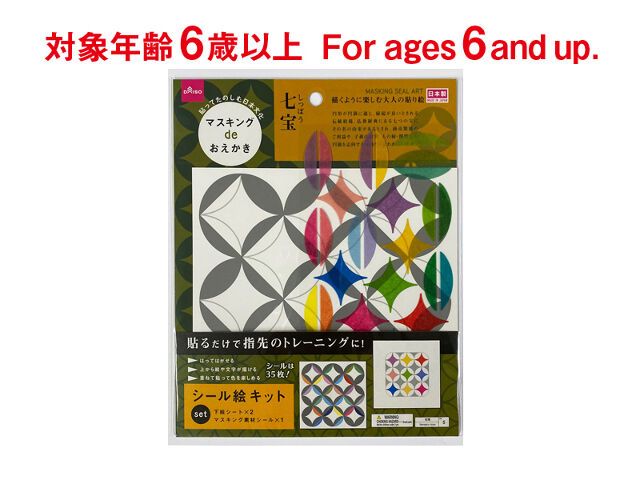 対象年齢6歳以上 For ages 6 and up.
DAISO
貼ってたのしむ日本文化
マスキング
de
おえかき
しっぽう
七宝
MASKING SEAL ART
描くように楽しむ大人の貼り絵
日本製
MADE IN JAPAN
貼るだけで指先のトレーニングに!
はってはがせる
上から絵や文字が描ける
重ねて貼って色を楽しめる
シールは
35枚!
シール絵キット
set
下絵シート×2
マスキング素材シール×1
WARNING